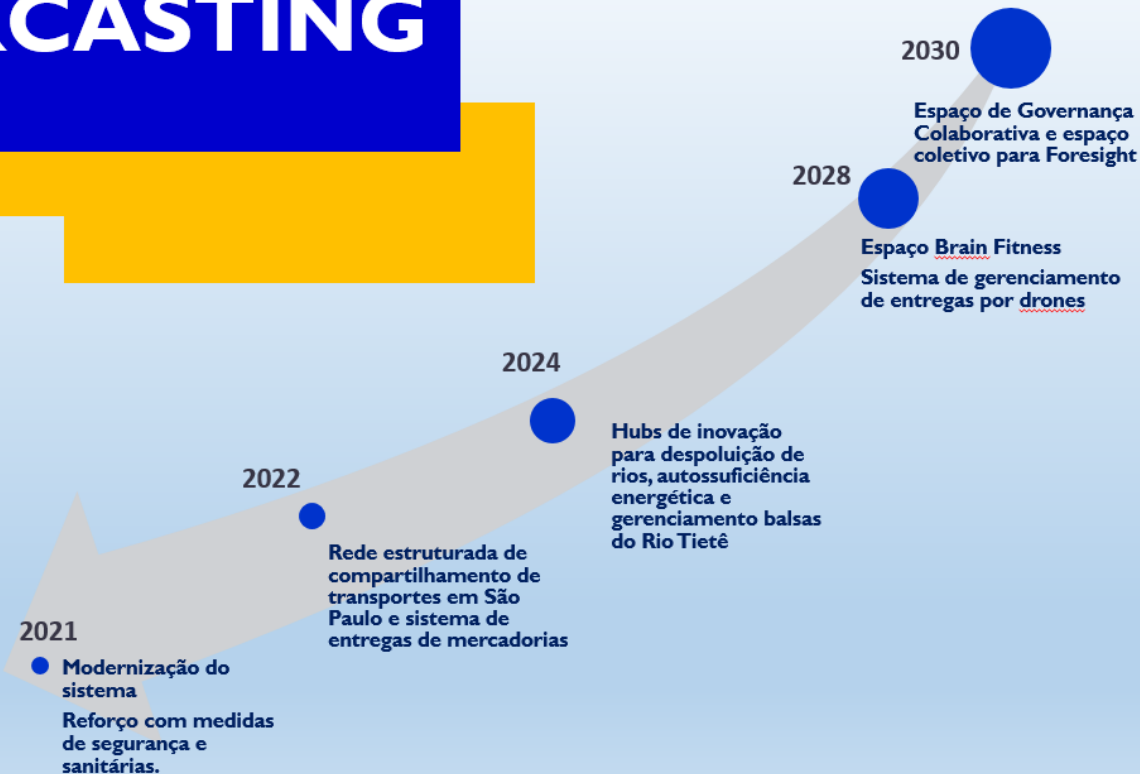 CASTING
2030
Espaço de Governança
Colaborativa e espaço
coletivo para Foresight
2028
Espaço Brain Fitness
Sistema de gerenciamento
de entregas por drones
2024
Hubs de inovação
para despoluição de
rios, autossuficiência
energética e
gerenciamento balsas
do Rio Tietê
2022
Rede estruturada de
compartilhamento de
transportes em São
Paulo e sistema de
entregas de mercadorias
2021
Modernização do
sistema
Reforço com medidas
de segurança e
sanitárias.